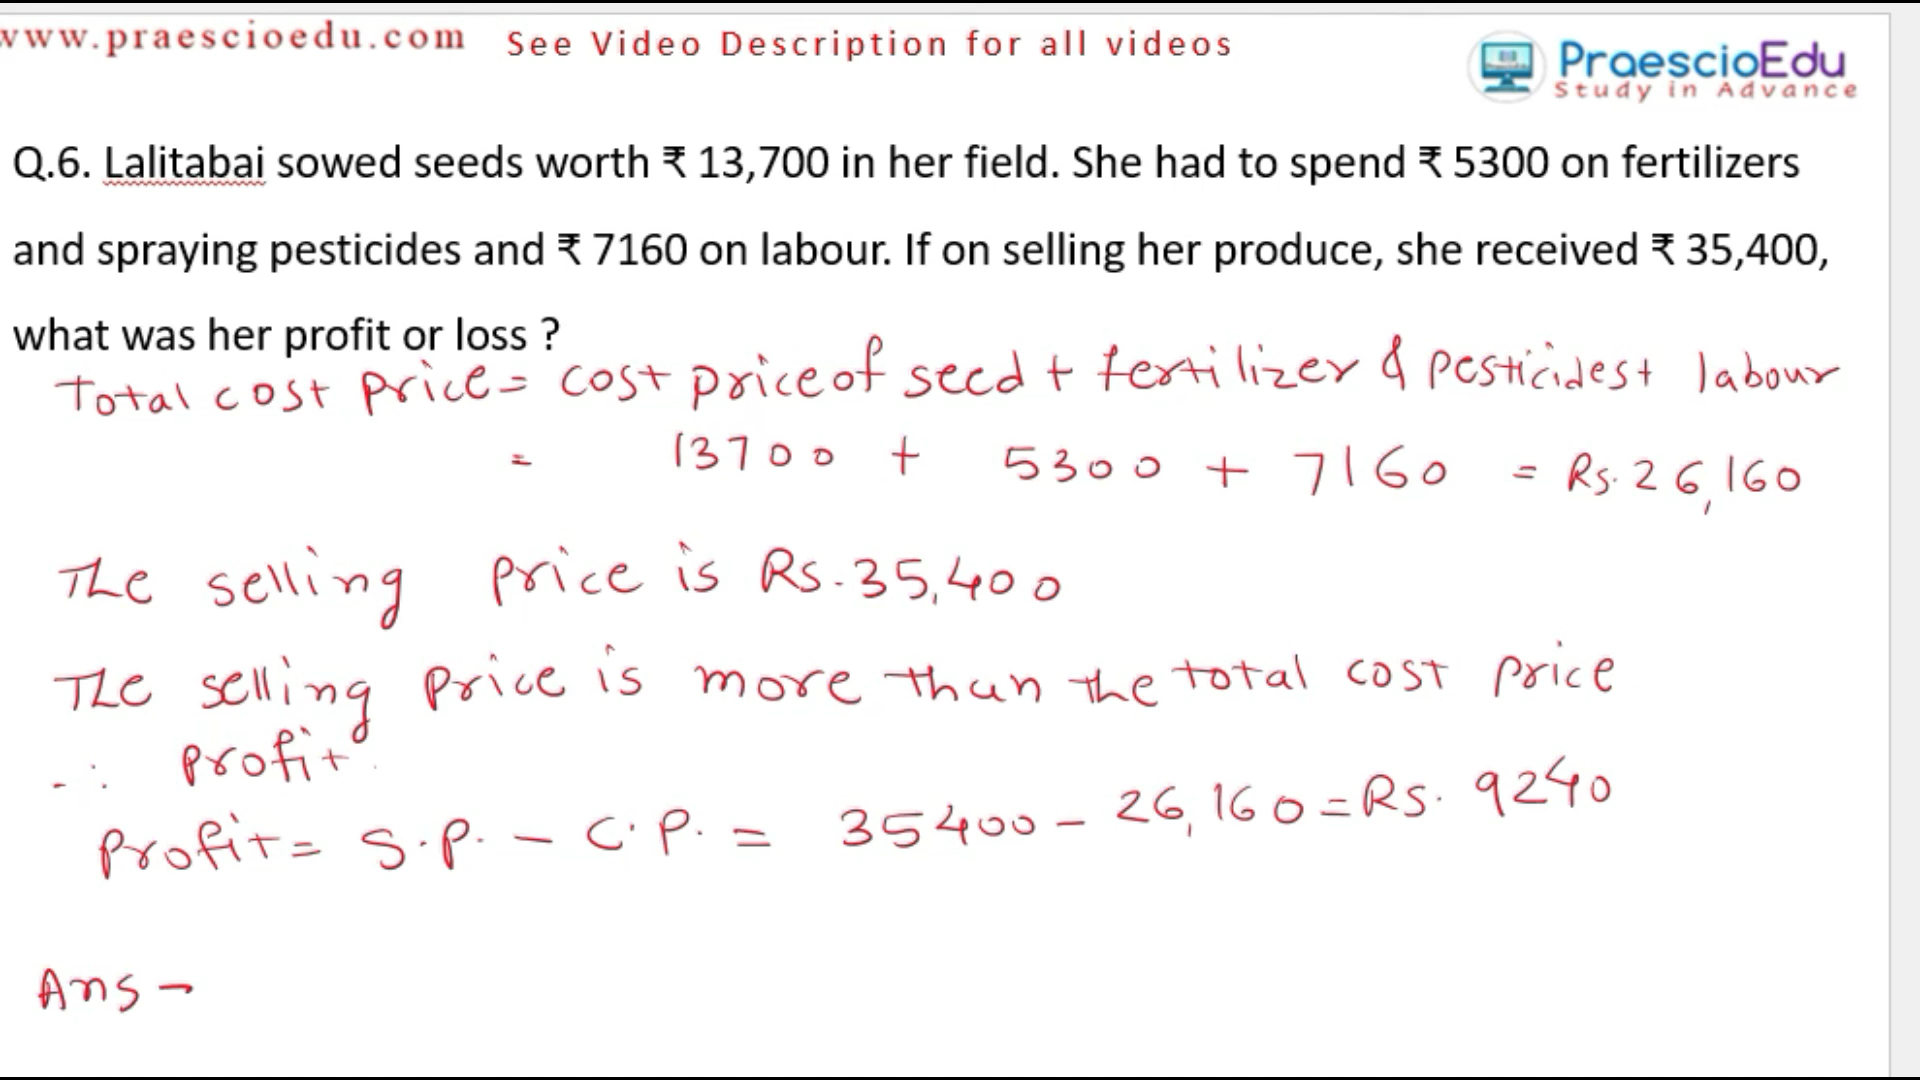 www.praescioedu.com See Video Description for all videos
PraescioEdu
Study in Advance
Q.6. Lalitabai sowed seeds worth ₹ 13,700 in her field. She had to spend ₹ 5300 on fertilizers
and spraying pesticides and ₹ 7160 on labour. If on selling her produce, she received ₹ 35,400,
what was her profit or loss ?
Total cost price = cost price of seed + fertilizer & pesticides + labour
= 13700 + 5300 + 7160 = Rs. 26,160
The selling price is Rs. 35,400
The selling price is more than the total cost price
∴ profit.
Profit = S.P. - C.P. = 35400 - 26,160 = Rs. 9240
Ans →